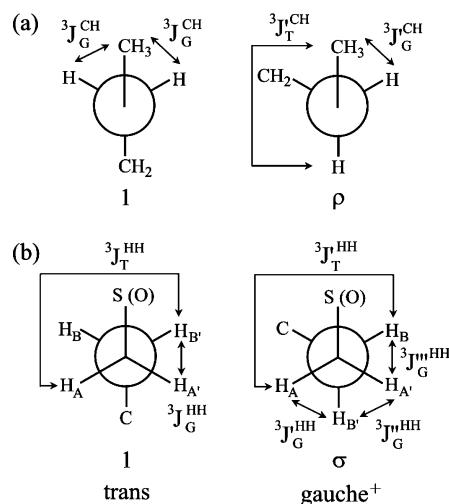 (a)
³J_G^CH ³J_G^CH
CH₃
H H
CH₂
1
³J'_T^CH
CH₃ ³J'_G^CH
CH₂ H
H
ρ
(b)
³J_T^HH
S (O)
H_B H_B'
H_A H_A'
C ³J_G^HH
1
trans
³J'_T^HH
S (O)
C H_B
³J'''_G^HH
H_A H_A'
H_B'
³J'_G^HH ³J''_G^HH
σ
gauche⁺